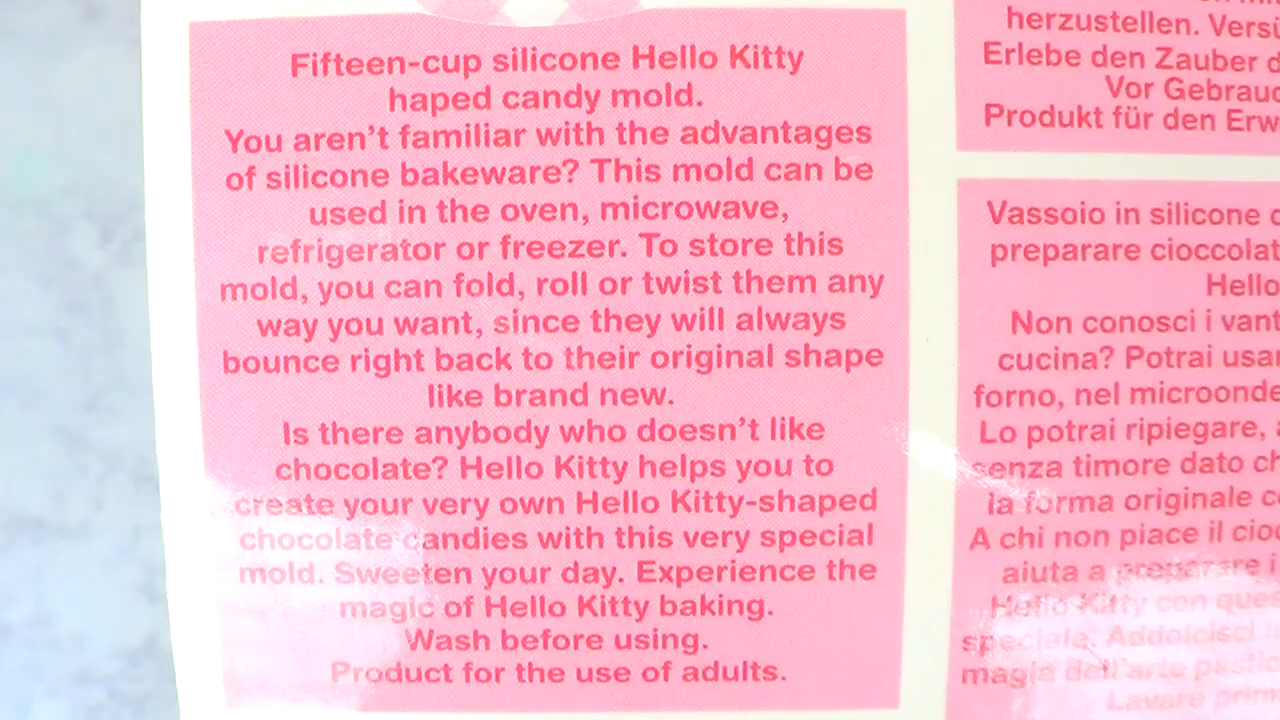 Fifteen-cup silicone Hello Kitty
haped candy mold.
You aren't familiar with the advantages
of silicone bakeware? This mold can be
used in the oven, microwave,
refrigerator or freezer. To store this
mold, you can fold, roll or twist them any
way you want, since they will always
bounce right back to their original shape
like brand new.
Is there anybody who doesn't like
chocolate? Hello Kitty helps you to
create your very own Hello Kitty-shaped
chocolate candies with this very special
mold. Sweeten your day. Experience the
magic of Hello Kitty baking.
Wash before using.
Product for the use of adults.
herzustellen.
Erlebe den Zauber
Vor
Produkt für den
Vassoio in silicone
preparare
Hello
Non conosci i
cucina? Potrai
forno, nel
Lo potrai ripiegare,
senza timore dato
la forma originale
A chi non piace il
aiuta a preparare i
Hello Kitty con
speciale. Addolcisci
magia dell'arte
Lavare